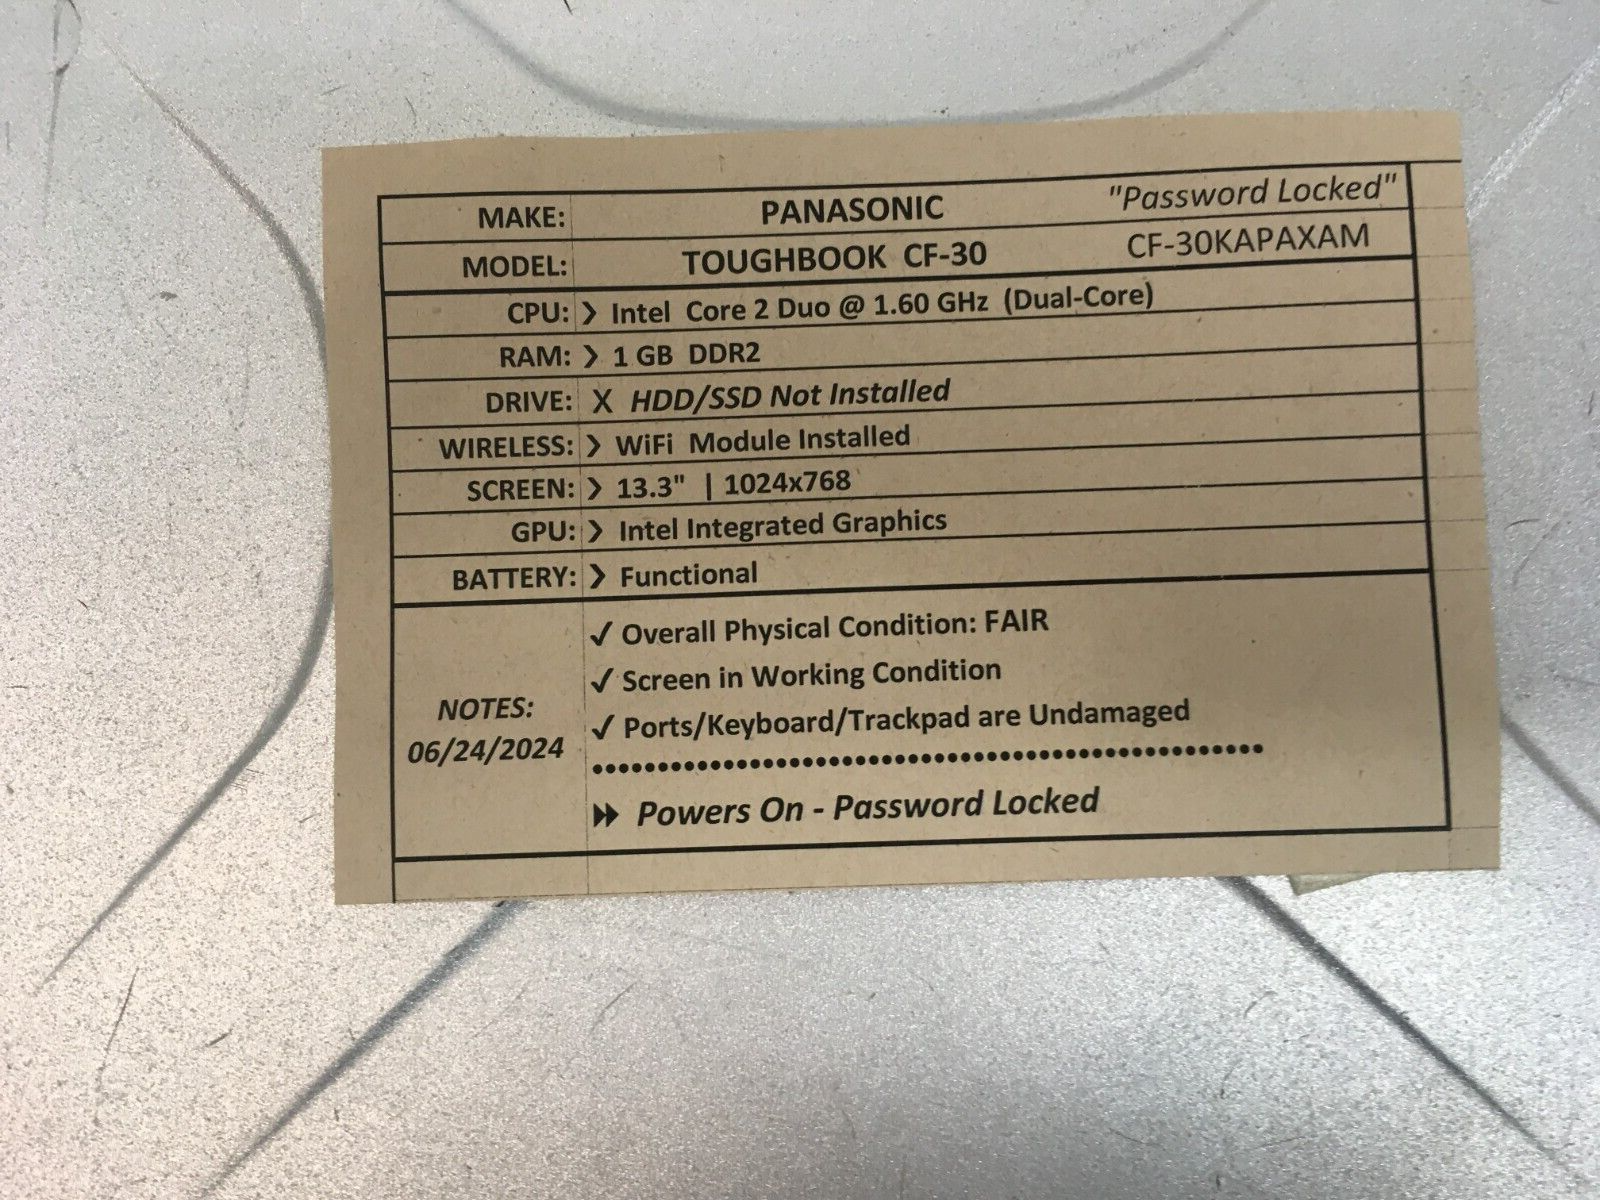 MAKE: PANASONIC "Password Locked"
MODEL: TOUGHBOOK CF-30 CF-30KAPAXAM
CPU: ❯ Intel Core 2 Duo @ 1.60 GHz (Dual-Core)
RAM: ❯ 1 GB DDR2
DRIVE: X HDD/SSD Not Installed
WIRELESS: ❯ WiFi Module Installed
SCREEN: ❯ 13.3" | 1024x768
GPU: ❯ Intel Integrated Graphics
BATTERY: ❯ Functional
NOTES:
06/24/2024
✓ Overall Physical Condition: FAIR
✓ Screen in Working Condition
✓ Ports/Keyboard/Trackpad are Undamaged
Powers On - Password Locked